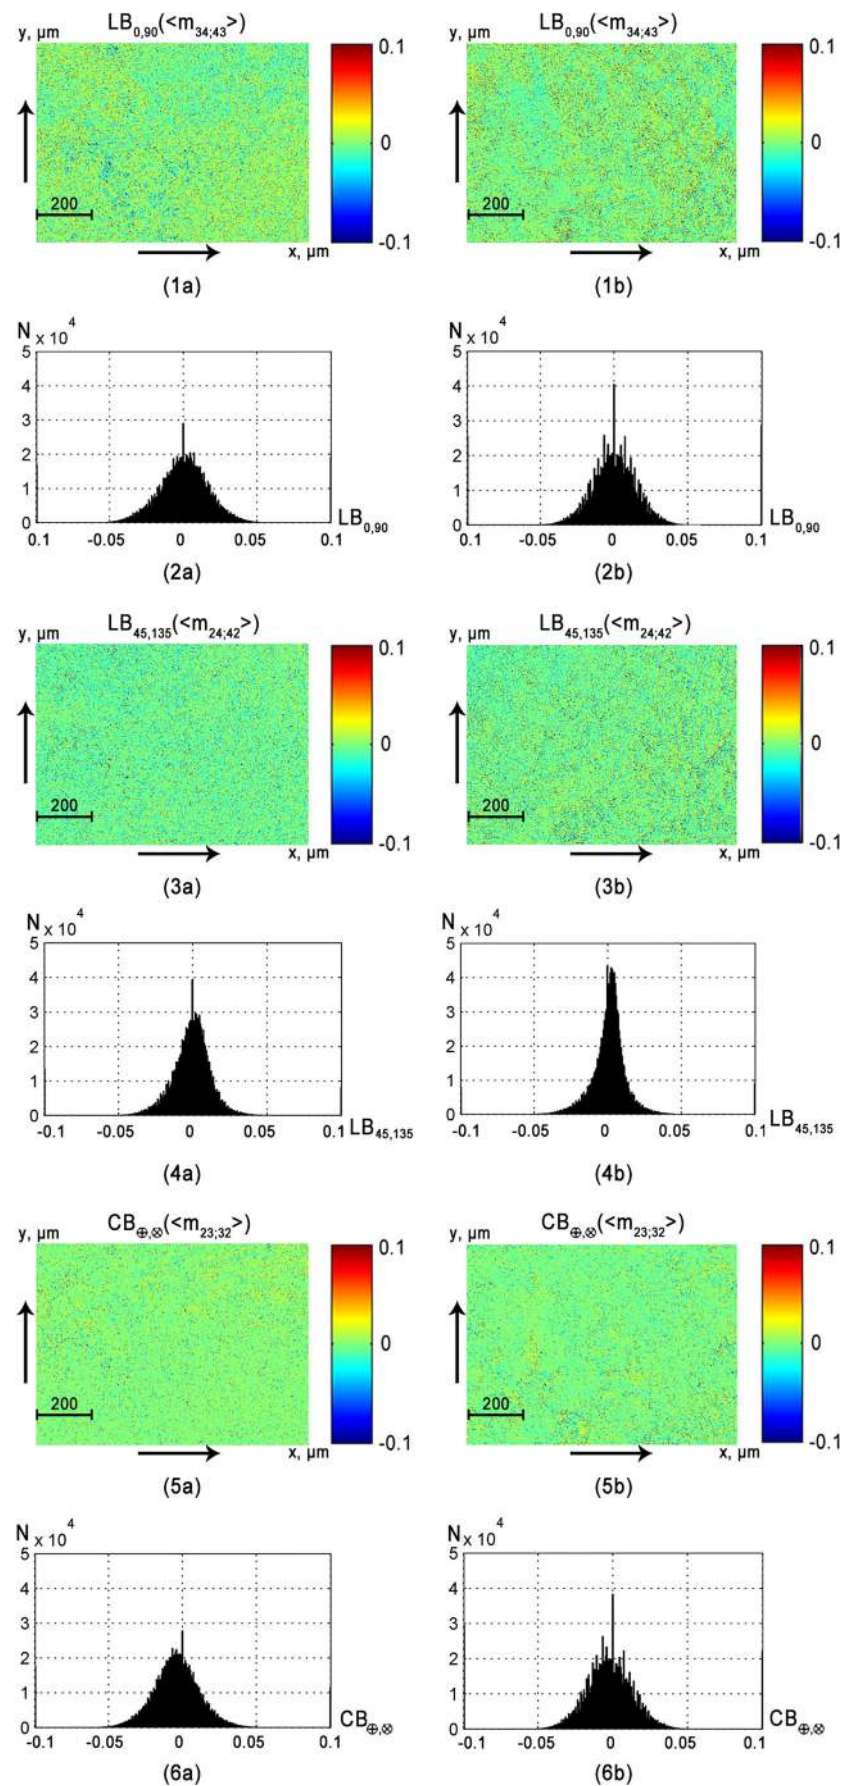 y, µm LB0,90(<m34;43>) 0.1 y, µm LB0,90(<m34;43>) 0.1
0 0
200 200
-0.1 -0.1
x, µm x, µm
(1a) (1b)
N x 10^4 N x 10^4
5 5
4 4
3 3
2 2
1 1
0 LB0,90 0 LB0,90
0.1 -0.05 0 0.05 0.1 0.1 -0.05 0 0.05 0.1
(2a) (2b)
y, µm LB45,135(<m24;42>) 0.1 y, µm LB45,135(<m24;42>) 0.1
0 0
200 200
-0.1 -0.1
x, µm x, µm
(3a) (3b)
N x 10^4 N x 10^4
5 5
4 4
3 3
2 2
1 1
0 0
-0.1 -0.05 0 0.05 0.1 LB45,135 -0.1 -0.05 0 0.05 0.1 LB45,135
(4a) (4b)
y, µm CB⊕,⊗(<m23;32>) 0.1 y, µm CB⊕,⊗(<m23;32>) 0.1
0 0
200 200
-0.1 -0.1
x, µm x, µm
(5a) (5b)
N x 10^4 N x 10^4
5 5
4 4
3 3
2 2
1 1
0 CB⊕,⊗ 0 CB⊕,⊗
-0.1 -0.05 0 0.05 0.1 -0.1 -0.05 0 0.05 0.1
(6a) (6b)